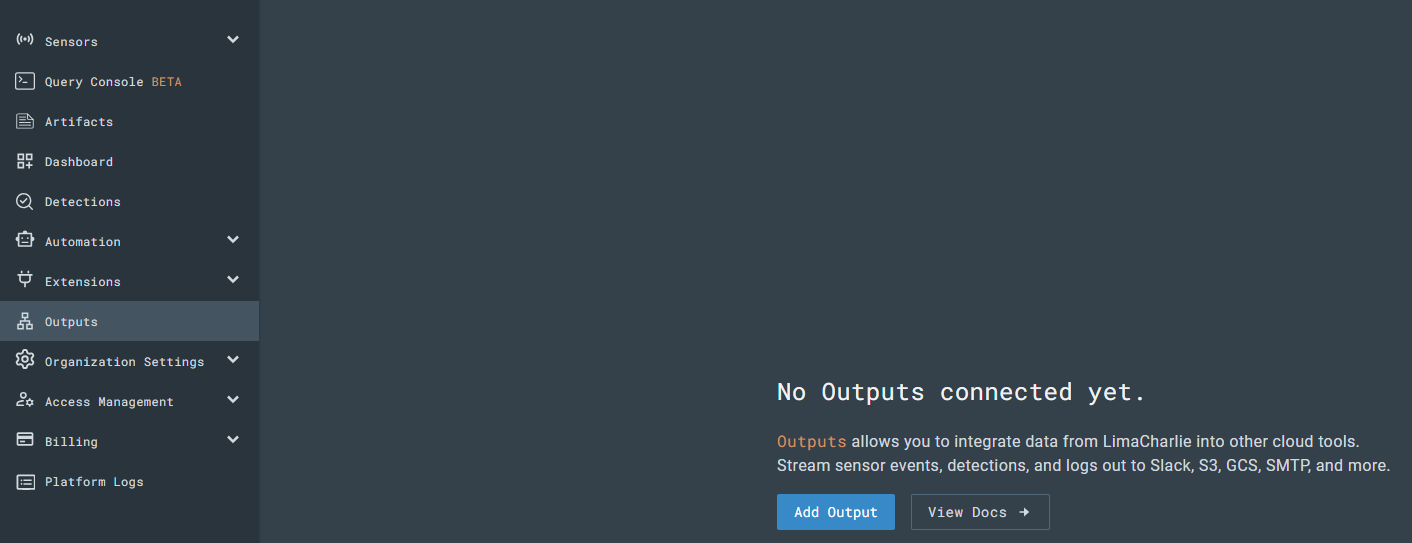 Sensors
Query Console BETA
Artifacts
Dashboard
Detections
Automation
Extensions
Outputs
Organization Settings
Access Management
Billing
Platform Logs
No Outputs connected yet.
Outputs allows you to integrate data from LimaCharlie into other cloud tools.
Stream sensor events, detections, and logs out to Slack, S3, GCS, SMTP, and more.
Add Output
View Docs